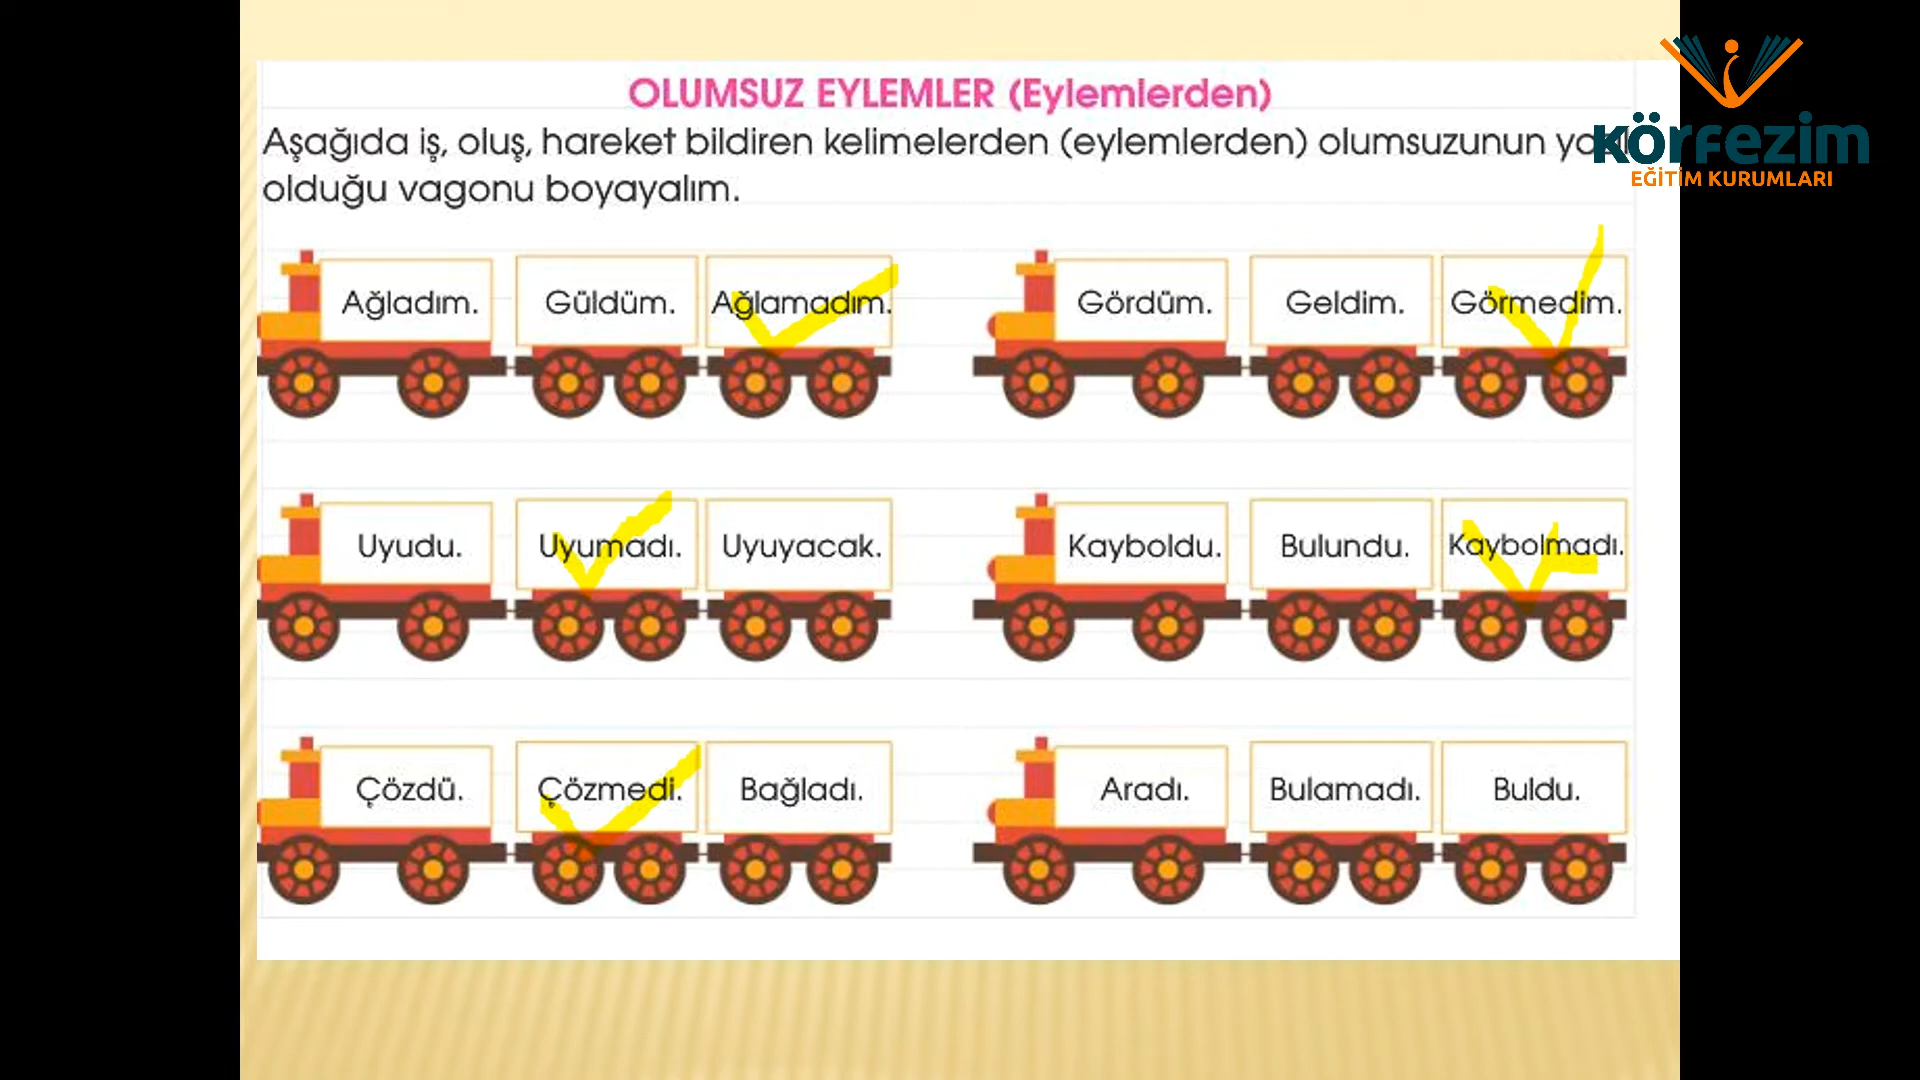 OLUMSUZ EYLEMLER (Eylemlerden)
Aşağıda iş, oluş, hareket bildiren kelimelerden (eylemlerden) olumsuzunun
olduğu vagonu boyayalım.
körfezim
EĞİTİM KURUMLARI
Ağladım. Güldüm. Ağlamadım. Gördüm. Geldim. Görmedim.
Uyudu. Uyumadı. Uyuyacak. Kayboldu. Bulundu. Kaybolmadı.
Çözdü. Çözmedi. Bağladı. Aradı. Bulamadı. Buldu.